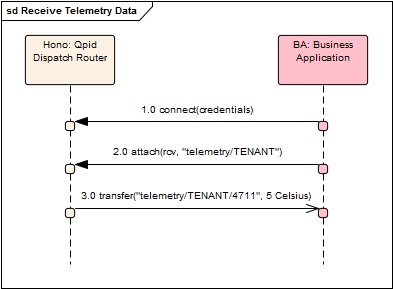 sd Receive Telemetry Data
Hono: Qpid
Dispatch Router
BA: Business
Application
1.0 connect(credentials)
2.0 attach(rcv, "telemetry/TENANT")
3.0 transfer("telemetry/TENANT/4711", 5 Celsius)